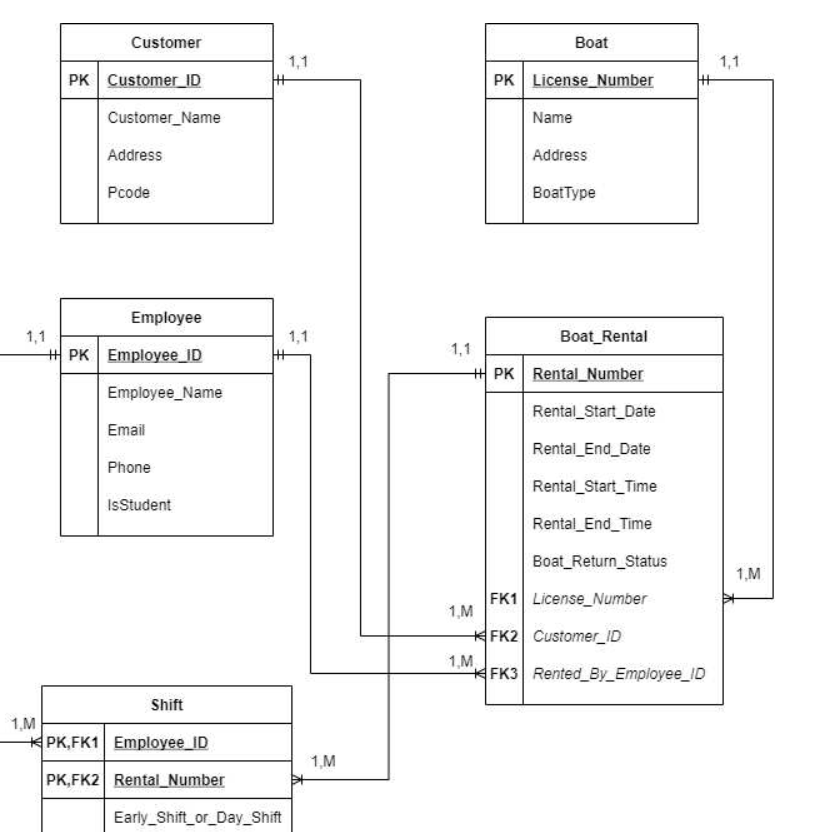 Customer
1,1
PK Customer_ID
Customer_Name
Address
Pcode
Boat
1,1
PK License_Number
Name
Address
BoatType
Employee
1,1
1,1
PK Employee_ID
Employee_Name
Email
Phone
IsStudent
Boat_Rental
1,1
PK Rental_Number
Rental_Start_Date
Rental_End_Date
Rental_Start_Time
Rental_End_Time
Boat_Return_Status
1,M
FK1 License_Number
1,M
FK2 Customer_ID
1,M
FK3 Rented_By_Employee_ID
Shift
1,M
PK,FK1 Employee_ID
1,M
PK,FK2 Rental_Number
Early_Shift_or_Day_Shift